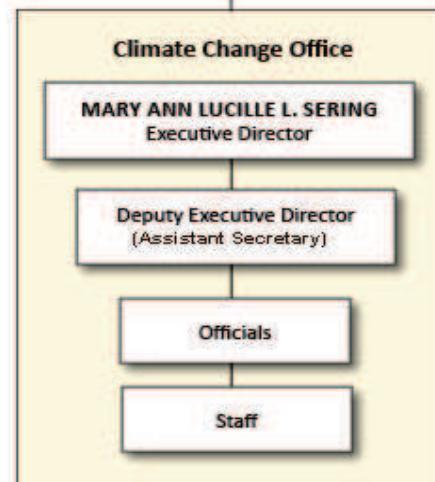 Climate Change Office
MARY ANN LUCILLE L. SERING
Executive Director
Deputy Executive Director
(Assistant Secretary)
Officials
Staff